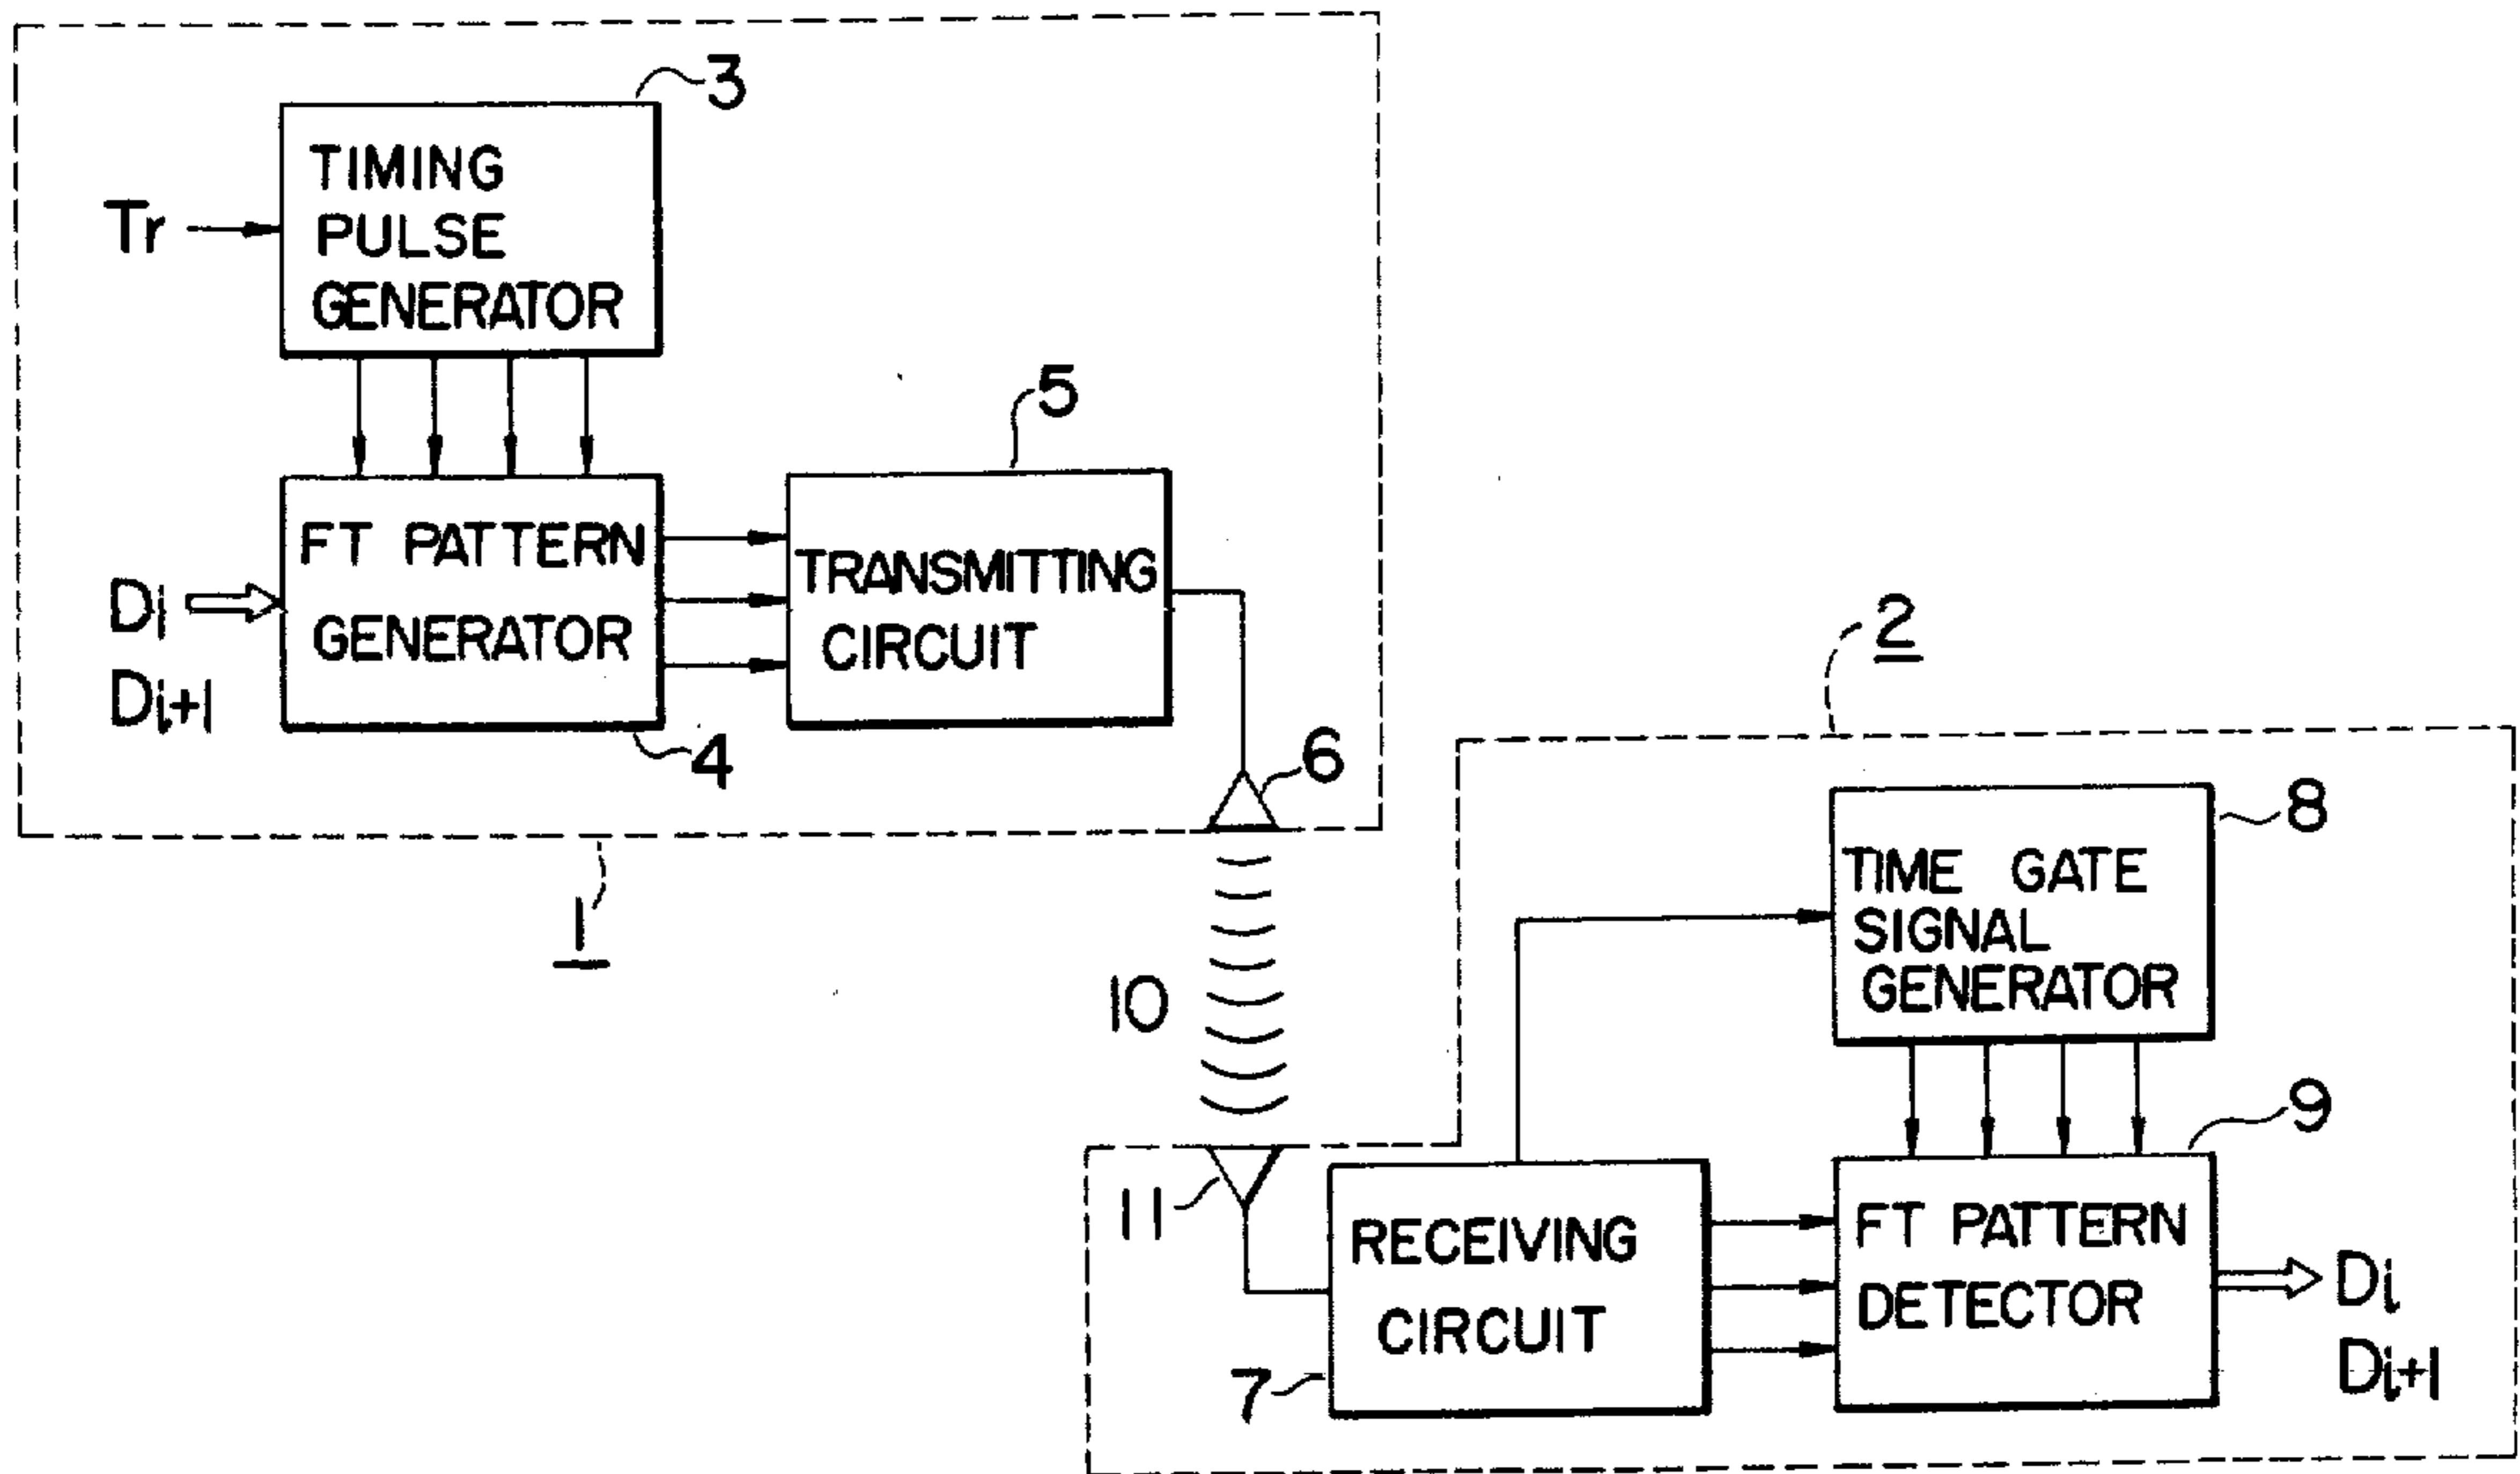 3
TIMING
PULSE
GENERATOR
Tr
5
FT PATTERN
GENERATOR
Di
Di+1
TRANSMITTING
CIRCUIT
4
6
1
2
8
TIME GATE
SIGNAL
GENERATOR
10
9
11
RECEIVING
CIRCUIT
7
FT PATTERN
DETECTOR
Di
Di+1